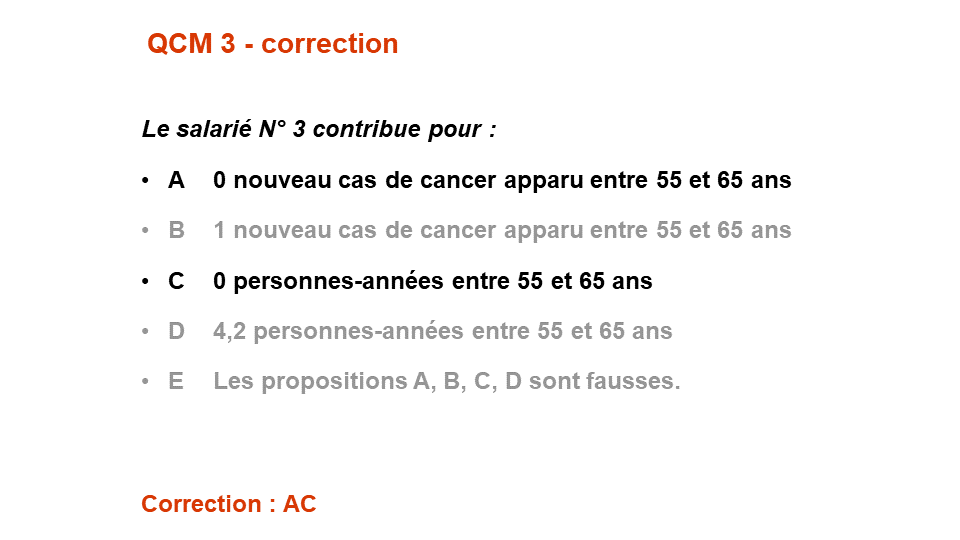 QCM 3 - correction
Le salarié N° 3 contribue pour :
• A 0 nouveau cas de cancer apparu entre 55 et 65 ans
• B 1 nouveau cas de cancer apparu entre 55 et 65 ans
• C 0 personnes-années entre 55 et 65 ans
• D 4,2 personnes-années entre 55 et 65 ans
• E Les propositions A, B, C, D sont fausses.
Correction : AC